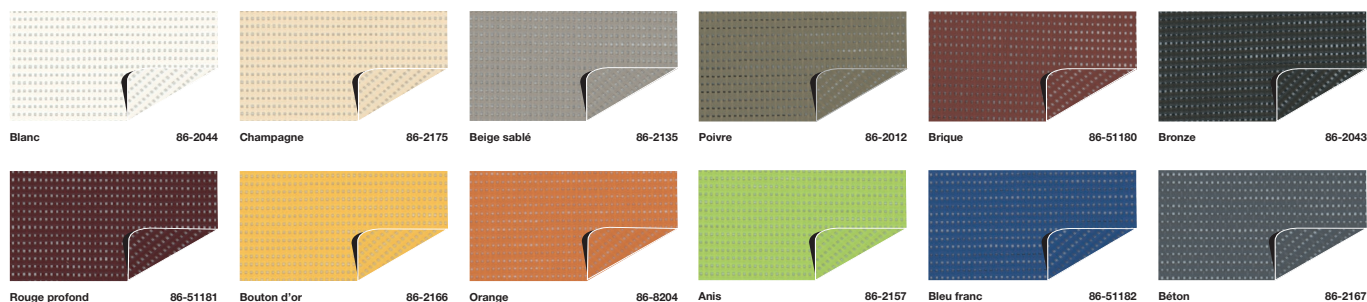 Blanc 86-2044 Champagne 86-2175 Beige sablé 86-2135 Poivre 86-2012 Brique 86-51180 Bronze 86-2043
Rouge profond 86-51181 Bouton d'or 86-2166 Orange 86-8204 Anis 86-2157 Bleu franc 86-51182 Béton 86-2167